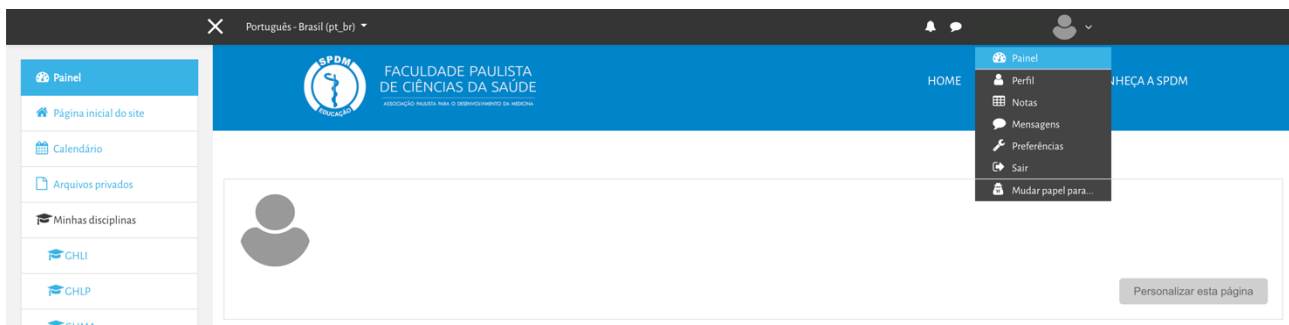 Português - Brasil (pt_br)
Painel
Página inicial do site
Calendário
Arquivos privados
Minhas disciplinas
GHLI
GHLP
SPDM
EDUCAÇÃO
FACULDADE PAULISTA
DE CIÊNCIAS DA SAÚDE
ASSOCIAÇÃO PAULISTA PARA O DESENVOLVIMENTO DA MEDICINA
HOME
NHEÇA A SPDM
Painel
Perfil
Notas
Mensagens
Preferências
Sair
Mudar papel para...
Personalizar esta página